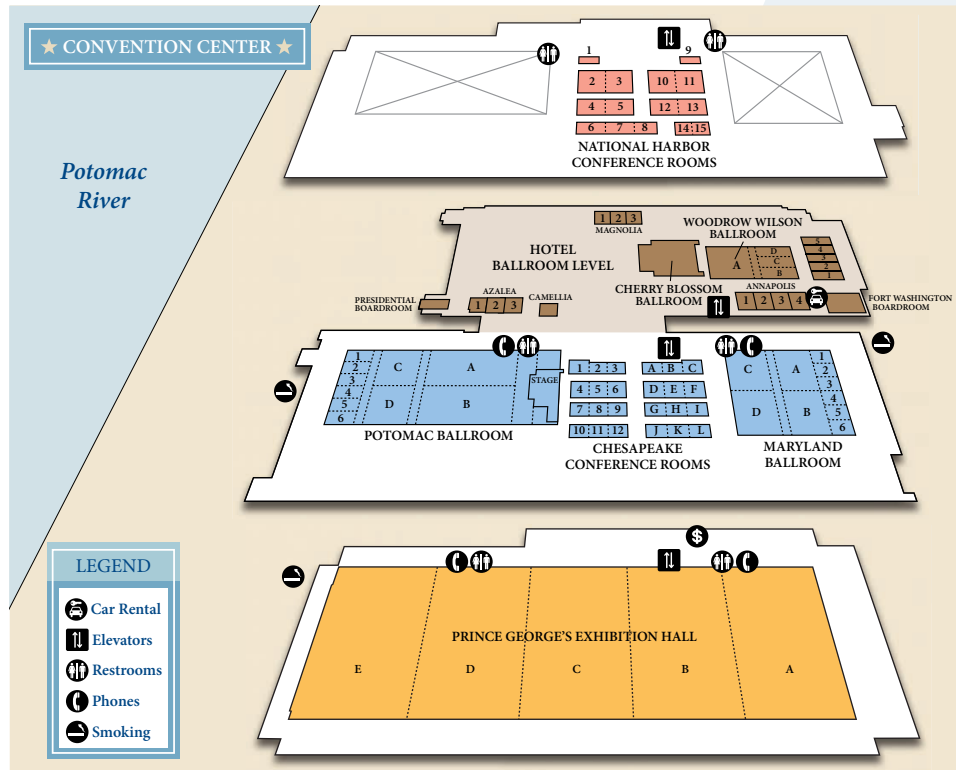 ★ CONVENTION CENTER ★
Potomac
River
1
9
2 3
10 11
4 5
12 13
6 7 8
14 15
NATIONAL HARBOR
CONFERENCE ROOMS
1 2 3
MAGNOLIA
WOODROW WILSON
BALLROOM
HOTEL
BALLROOM LEVEL
A
D
C
B
5
4
3
2
1
CHERRY BLOSSOM
BALLROOM
ANNAPOLIS
1 2 3 4
PRESIDENTIAL
BOARDROOM
AZALEA
1 2 3
CAMELLIA
FORT WASHINGTON
BOARDROOM
1
2
3
4
5
6
C
A
D
B
STAGE
POTOMAC BALLROOM
1 2 3
4 5 6
7 8 9
10 11 12
A B C
D E F
G H I
J K L
CHESAPEAKE
CONFERENCE ROOMS
C
A
D
B
1
2
3
4
5
6
MARYLAND
BALLROOM
$
PRINCE GEORGE'S EXHIBITION HALL
E D C B A
LEGEND
Car Rental
Elevators
Restrooms
Phones
Smoking